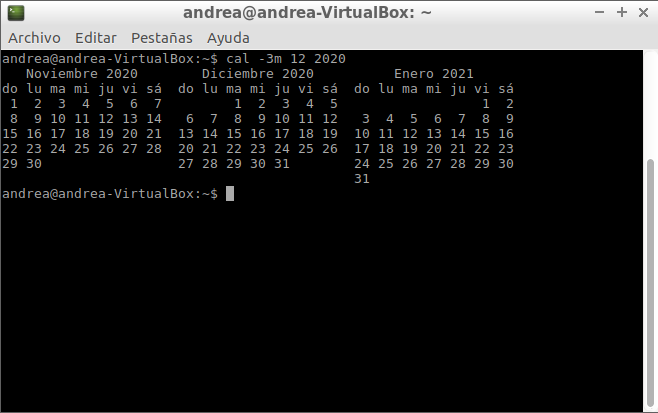 andrea@andrea-VirtualBox: ~
Archivo Editar Pestañas Ayuda
andrea@andrea-VirtualBox:~$ cal -3m 12 2020
   Noviembre 2020        Diciembre 2020          Enero 2021
do lu ma mi ju vi sá  do lu ma mi ju vi sá  do lu ma mi ju vi sá
 1  2  3  4  5  6  7         1  2  3  4  5                  1  2
 8  9 10 11 12 13 14   6  7  8  9 10 11 12   3  4  5  6  7  8  9
15 16 17 18 19 20 21  13 14 15 16 17 18 19  10 11 12 13 14 15 16
22 23 24 25 26 27 28  20 21 22 23 24 25 26  17 18 19 20 21 22 23
29 30                 27 28 29 30 31        24 25 26 27 28 29 30
                                            31
andrea@andrea-VirtualBox:~$